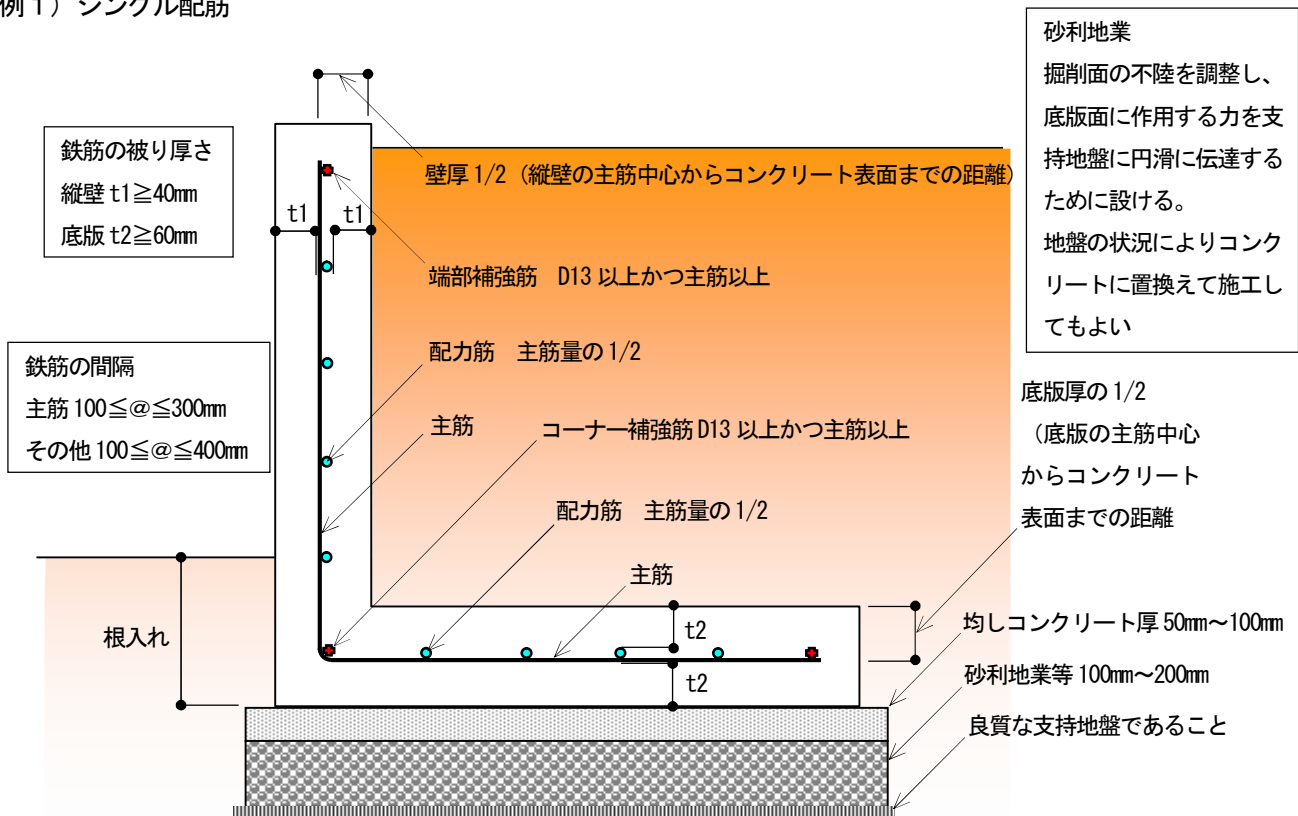 例1）シングル配筋
砂利地業
掘削面の不陸を調整し、
底版面に作用する力を支
持地盤に円滑に伝達する
ために設ける。
地盤の状況によりコンク
リートに置換えて施工し
てもよい
鉄筋の被り厚さ
縦壁 t1≧40mm
底版 t2≧60mm
壁厚 1/2（縦壁の主筋中心からコンクリート表面までの距離）
t1
t1
端部補強筋　D13 以上かつ主筋以上
鉄筋の間隔
主筋 100≦@≦300mm
その他 100≦@≦400mm
配力筋　主筋量の 1/2
主筋
コーナー補強筋 D13 以上かつ主筋以上
底版厚の 1/2
（底版の主筋中心
からコンクリート
表面までの距離
配力筋　主筋量の 1/2
主筋
根入れ
t2
t2
均しコンクリート厚 50mm～100mm
砂利地業等 100mm～200mm
良質な支持地盤であること